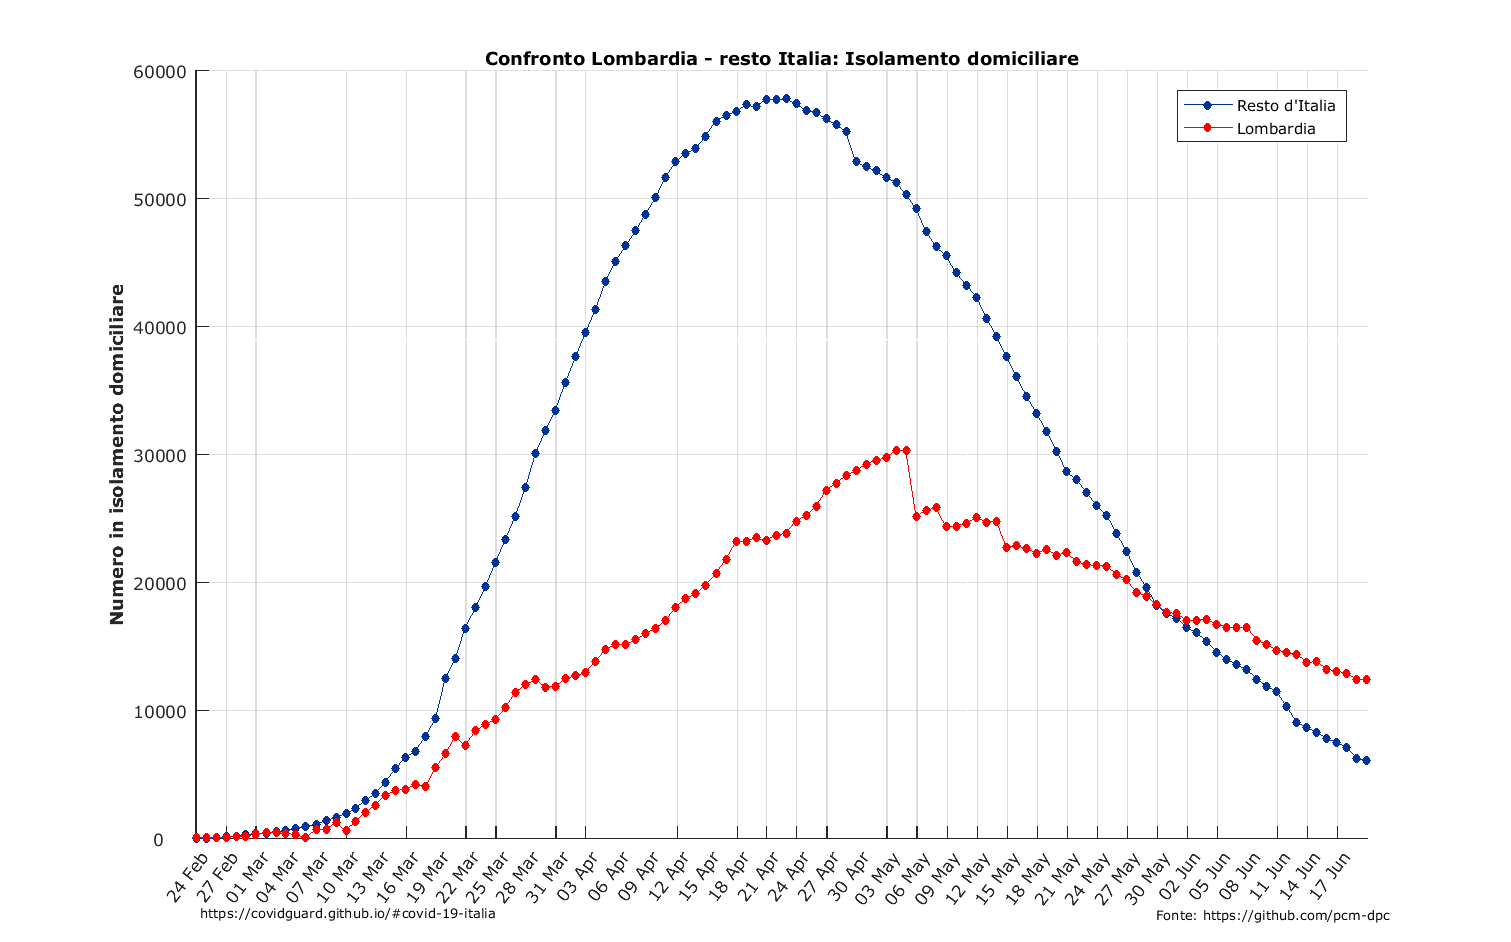 Confronto Lombardia - resto Italia: Isolamento domiciliare
Resto d'Italia
Lombardia
Numero in isolamento domiciliare
60000
50000
40000
30000
20000
10000
0
24 Feb
27 Feb
01 Mar
04 Mar
07 Mar
10 Mar
13 Mar
16 Mar
19 Mar
22 Mar
25 Mar
28 Mar
31 Mar
03 Apr
06 Apr
09 Apr
12 Apr
15 Apr
18 Apr
21 Apr
24 Apr
27 Apr
30 Apr
03 May
06 May
09 May
12 May
15 May
18 May
21 May
24 May
27 May
30 May
02 Jun
05 Jun
08 Jun
11 Jun
14 Jun
17 Jun
https://covidguard.github.io/#covid-19-italia
Fonte: https://github.com/pcm-dpc